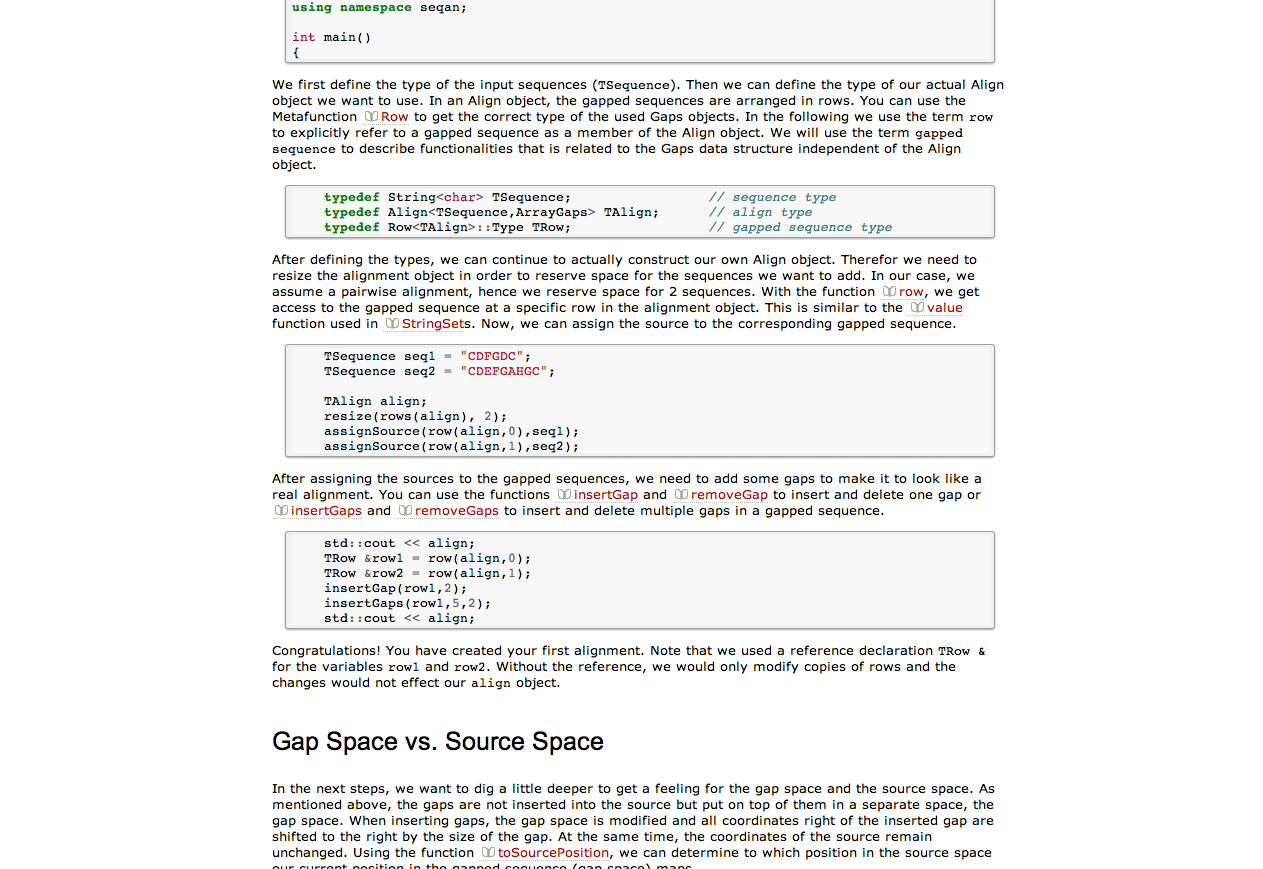 using namespace seqan;
int main()
{
We first define the type of the input sequences (TSequence). Then we can define the type of our actual Align
object we want to use. In an Align object, the gapped sequences are arranged in rows. You can use the
Metafunction Row to get the correct type of the used Gaps objects. In the following we use the term row
to explicitly refer to a gapped sequence as a member of the Align object. We will use the term gapped
sequence to describe functionalities that is related to the Gaps data structure independent of the Align
object.
typedef String<char> TSequence; // sequence type
typedef Align<TSequence,ArrayGaps> TAlign; // align type
typedef Row<TAlign>::Type TRow; // gapped sequence type
After defining the types, we can continue to actually construct our own Align object. Therefor we need to
resize the alignment object in order to reserve space for the sequences we want to add. In our case, we
assume a pairwise alignment, hence we reserve space for 2 sequences. With the function row, we get
access to the gapped sequence at a specific row in the alignment object. This is similar to the value
function used in StringSets. Now, we can assign the source to the corresponding gapped sequence.
TSequence seq1 = "CDFGDC";
TSequence seq2 = "CDEFGAHGC";
TAlign align;
resize(rows(align), 2);
assignSource(row(align,0),seq1);
assignSource(row(align,1),seq2);
After assigning the sources to the gapped sequences, we need to add some gaps to make it to look like a
real alignment. You can use the functions insertGap and removeGap to insert and delete one gap or
insertGaps and removeGaps to insert and delete multiple gaps in a gapped sequence.
std::cout << align;
TRow &row1 = row(align,0);
TRow &row2 = row(align,1);
insertGap(row1,2);
insertGaps(row1,5,2);
std::cout << align;
Congratulations! You have created your first alignment. Note that we used a reference declaration TRow &
for the variables row1 and row2. Without the reference, we would only modify copies of rows and the
changes would not effect our align object.
Gap Space vs. Source Space
In the next steps, we want to dig a little deeper to get a feeling for the gap space and the source space. As
mentioned above, the gaps are not inserted into the source but put on top of them in a separate space, the
gap space. When inserting gaps, the gap space is modified and all coordinates right of the inserted gap are
shifted to the right by the size of the gap. At the same time, the coordinates of the source remain
unchanged. Using the function toSourcePosition, we can determine to which position in the source space
our current position in the gapped sequence (gap space) maps.